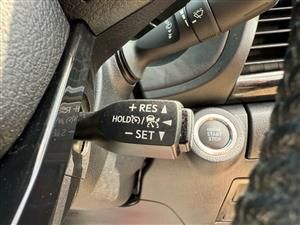 + RES
HOLD
− SET
START
STOP